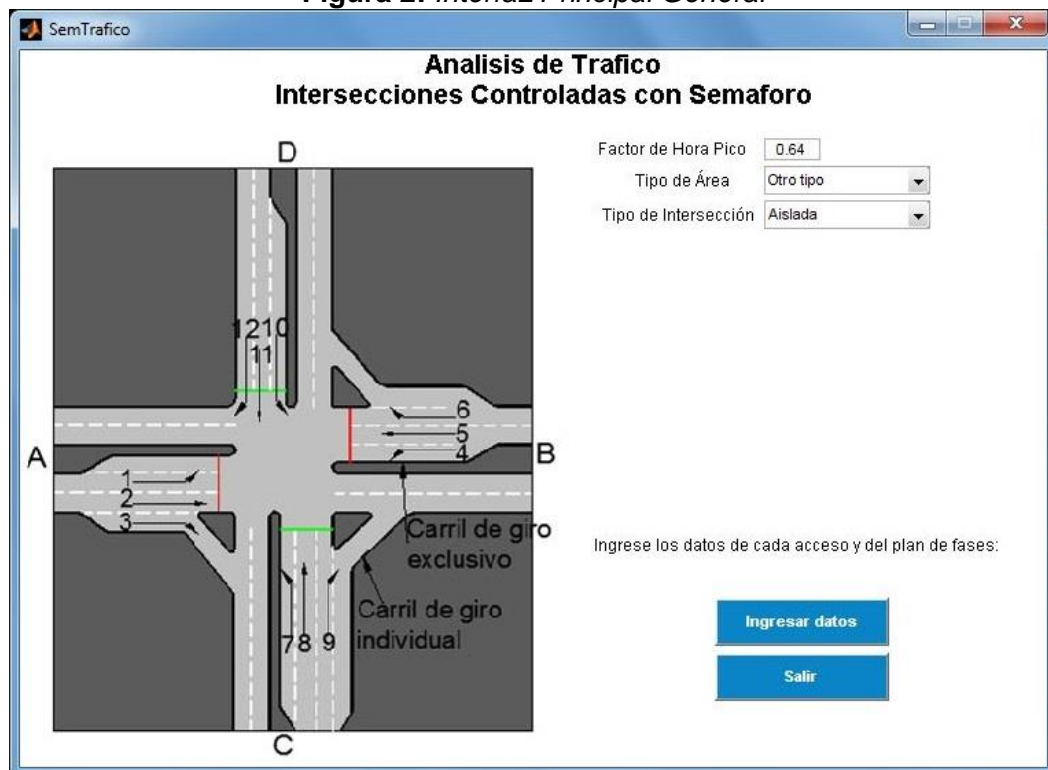 Figura 2. Interfaz Principal General
SemTrafico
Analisis de Trafico
Intersecciones Controladas con Semaforo
Factor de Hora Pico 0.64
Tipo de Área Otro tipo
Tipo de Intersección Aislada
D
12 10
11
6
5
4
A
B
1
2
3
Carril de giro
exclusivo
Carril de giro
individual
7 8 9
C
Ingrese los datos de cada acceso y del plan de fases:
Ingresar datos
Salir